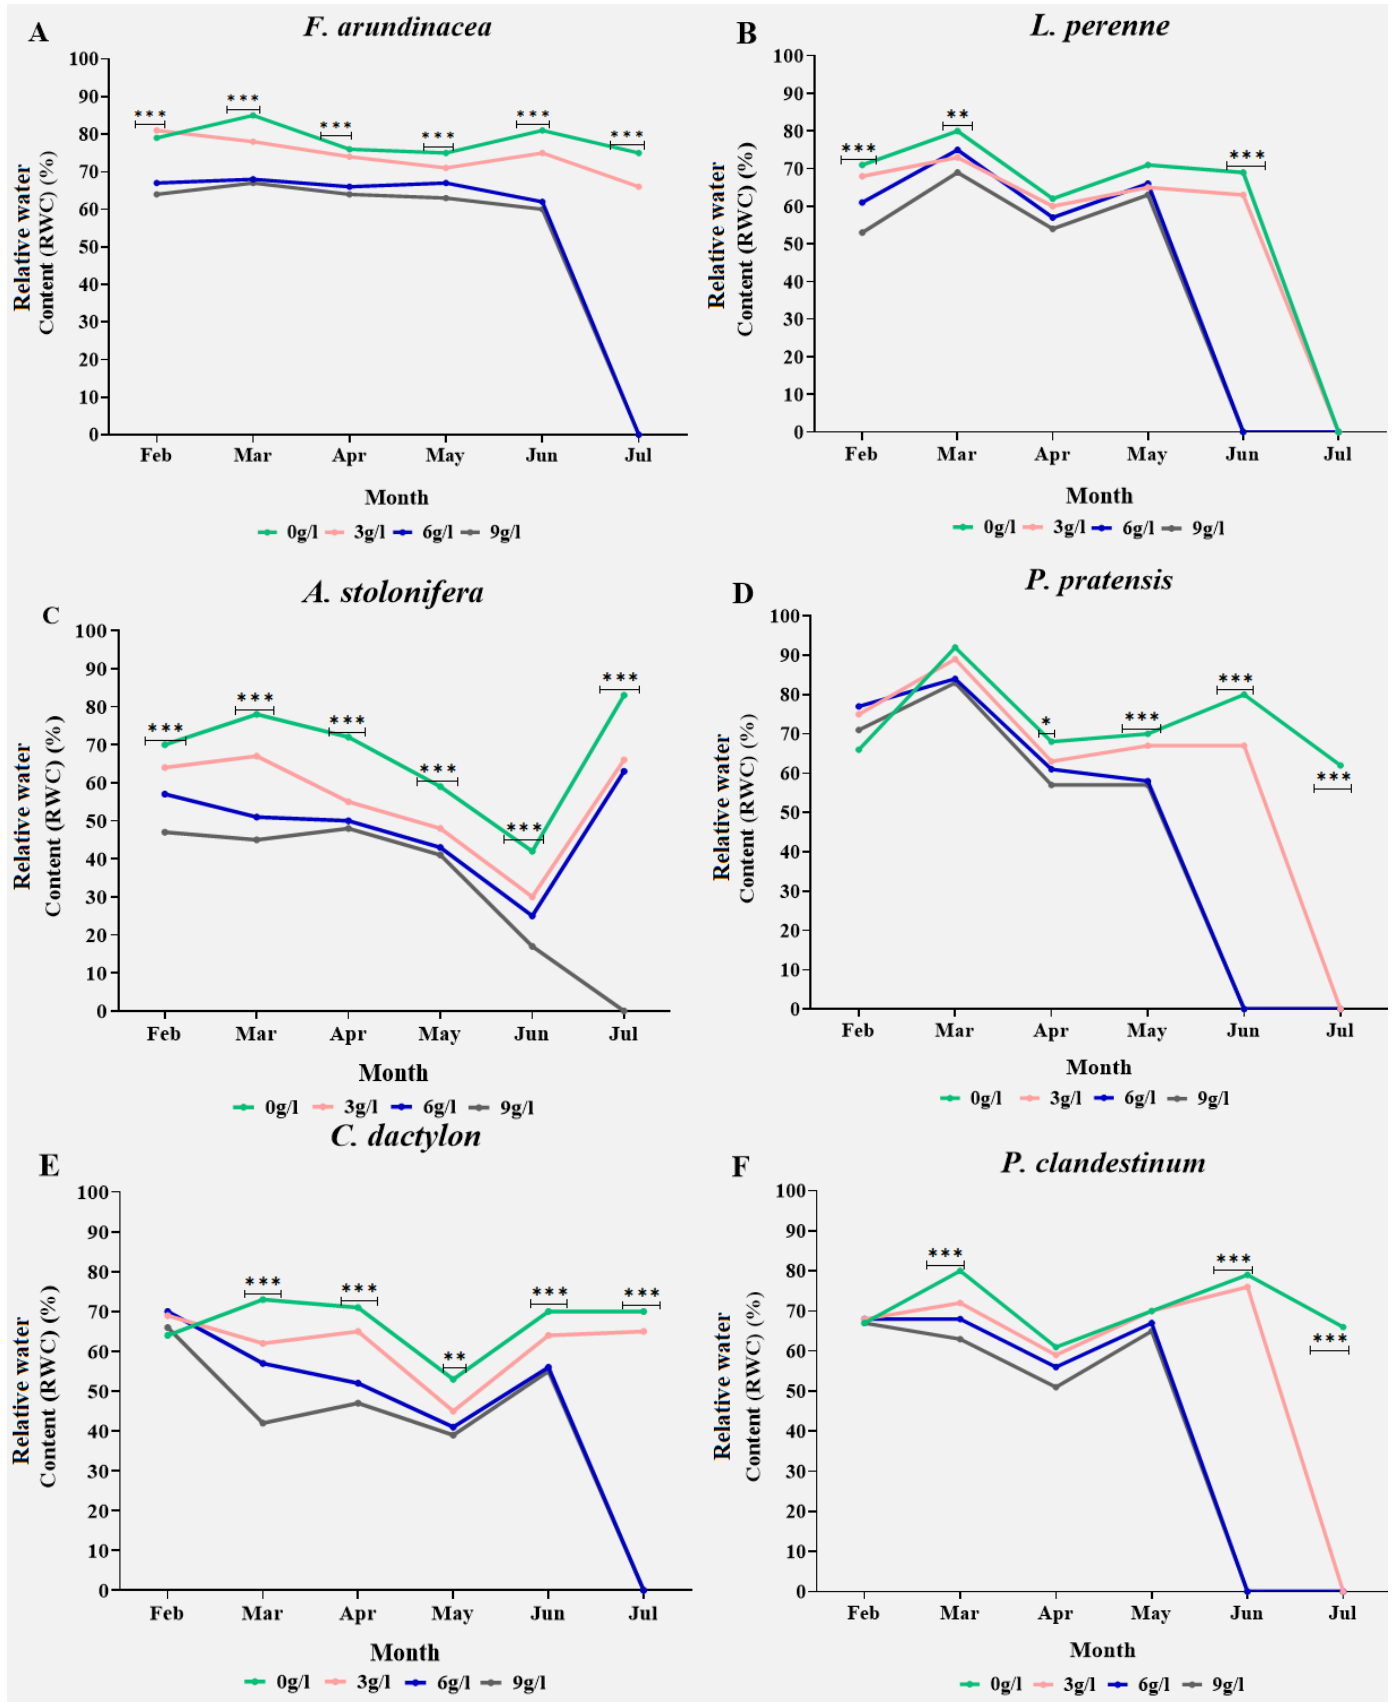 A
F. arundinacea
Relative water
Content (RWC) (%)
100
90
80
70
60
50
40
30
20
10
0
***
***
***
***
***
***
Feb Mar Apr May Jun Jul
Month
0g/l 3g/l 6g/l 9g/l
B
L. perenne
Relative water
Content (RWC) (%)
100
90
80
70
60
50
40
30
20
10
0
***
**
***
Feb Mar Apr May Jun Jul
Month
0g/l 3g/l 6g/l 9g/l
C
A. stolonifera
Relative water
Content (RWC) (%)
100
90
80
70
60
50
40
30
20
10
0
***
***
***
***
***
***
Feb Mar Apr May Jun Jul
Month
0g/l 3g/l 6g/l 9g/l
D
P. pratensis
Relative water
Content (RWC) (%)
100
90
80
70
60
50
40
30
20
10
0
*
***
***
***
Feb Mar Apr May Jun Jul
Month
0g/l 3g/l 6g/l 9g/l
E
C. dactylon
Relative water
Content (RWC) (%)
100
90
80
70
60
50
40
30
20
10
0
***
***
**
***
***
Feb Mar Apr May Jun Jul
Month
0g/l 3g/l 6g/l 9g/l
F
P. clandestinum
Relative water
Content (RWC) (%)
100
90
80
70
60
50
40
30
20
10
0
***
***
***
Feb Mar Apr May Jun Jul
Month
0g/l 3g/l 6g/l 9g/l